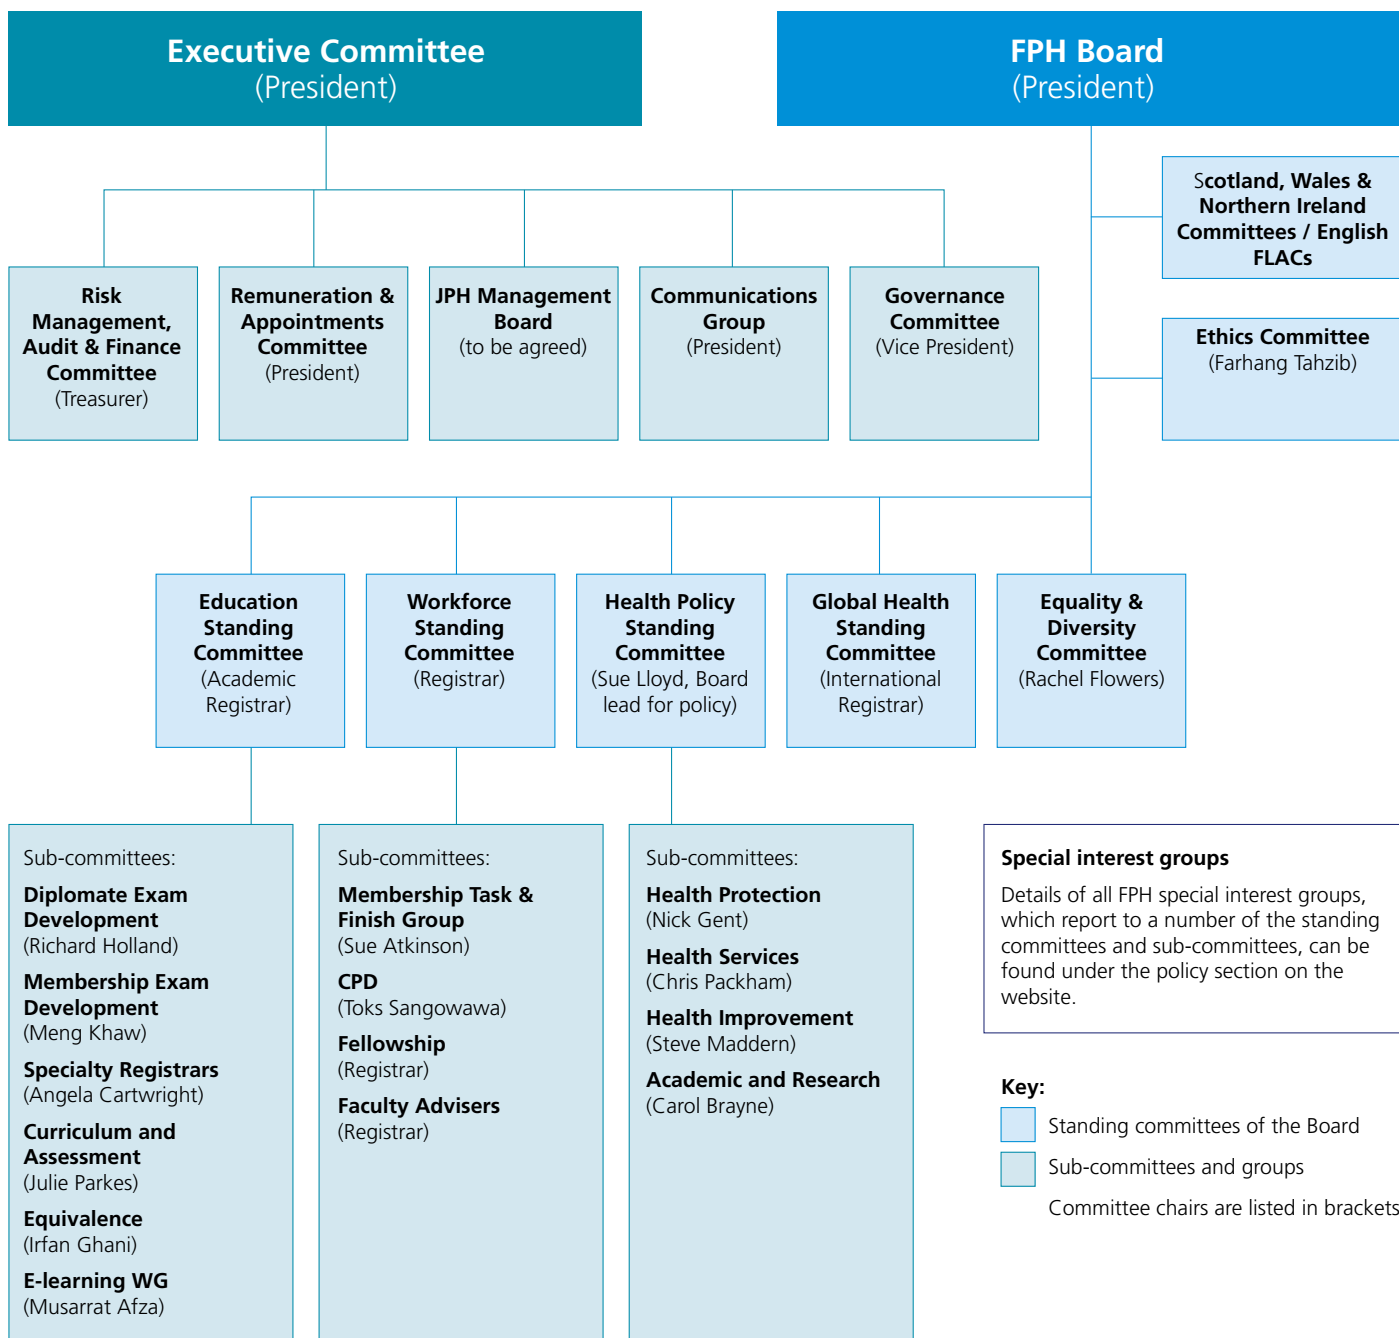 Executive Committee
(President)
FPH Board
(President)
Scotland, Wales &
Northern Ireland
Committees / English
FLACs
Risk
Management,
Audit & Finance
Committee
(Treasurer)
Remuneration &
Appointments
Committee
(President)
JPH Management
Board
(to be agreed)
Communications
Group
(President)
Governance
Committee
(Vice President)
Ethics Committee
(Farhang Tahzib)
Education
Standing
Committee
(Academic
Registrar)
Workforce
Standing
Committee
(Registrar)
Health Policy
Standing
Committee
(Sue Lloyd, Board
lead for policy)
Global Health
Standing
Committee
(International
Registrar)
Equality &
Diversity
Committee
(Rachel Flowers)
Sub-committees:
Diplomate Exam
Development
(Richard Holland)
Membership Exam
Development
(Meng Khaw)
Specialty Registrars
(Angela Cartwright)
Curriculum and
Assessment
(Julie Parkes)
Equivalence
(Irfan Ghani)
E-learning WG
(Musarrat Afza)
Sub-committees:
Membership Task &
Finish Group
(Sue Atkinson)
CPD
(Toks Sangowawa)
Fellowship
(Registrar)
Faculty Advisers
(Registrar)
Sub-committees:
Health Protection
(Nick Gent)
Health Services
(Chris Packham)
Health Improvement
(Steve Maddern)
Academic and Research
(Carol Brayne)
Special interest groups
Details of all FPH special interest groups,
which report to a number of the standing
committees and sub-committees, can be
found under the policy section on the
website.
Key:
Standing committees of the Board
Sub-committees and groups
Committee chairs are listed in brackets